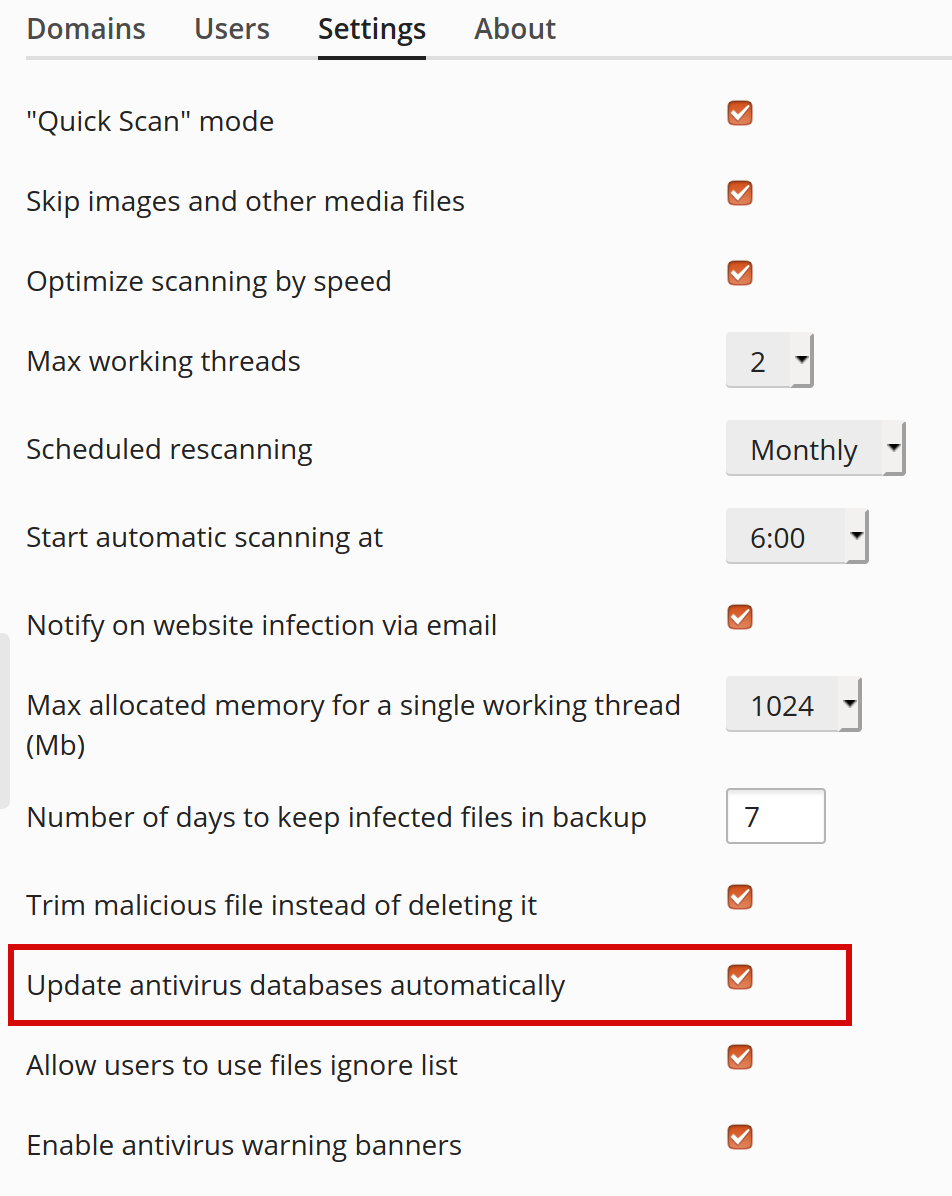 Domains Users Settings About
"Quick Scan" mode
Skip images and other media files
Optimize scanning by speed
Max working threads 2
Scheduled rescanning Monthly
Start automatic scanning at 6:00
Notify on website infection via email
Max allocated memory for a single working thread 1024
(Mb)
Number of days to keep infected files in backup 7
Trim malicious file instead of deleting it
Update antivirus databases automatically
Allow users to use files ignore list
Enable antivirus warning banners